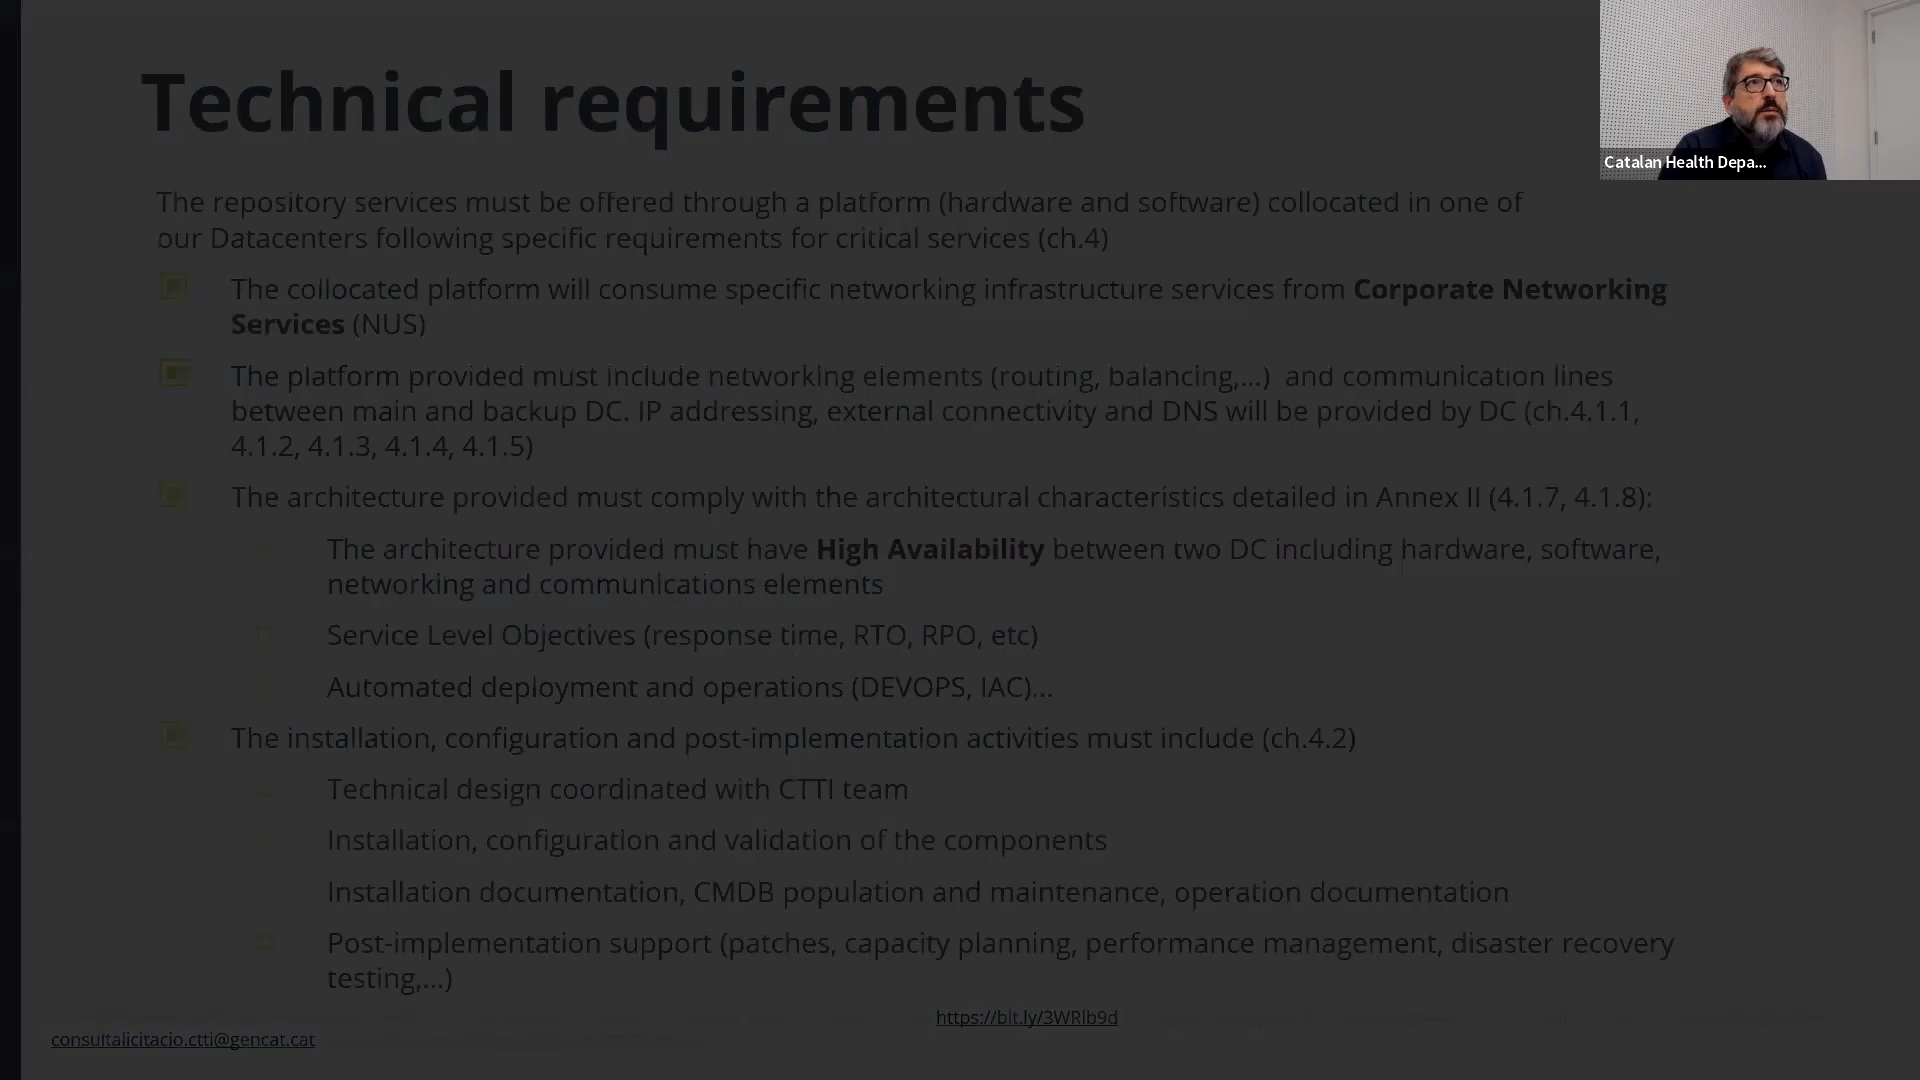 Technical requirements
Catalan Health Depa...
The repository services must be offered through a platform (hardware and software) collocated in one of
our Datacenters following specific requirements for critical services (ch.4)
The collocated platform will consume specific networking infrastructure services from Corporate Networking
Services (NUS)
The platform provided must include networking elements (routing, balancing,...) and communication lines
between main and backup DC. IP addressing, external connectivity and DNS will be provided by DC (ch.4.1.1,
4.1.2, 4.1.3, 4.1.4, 4.1.5)
The architecture provided must comply with the architectural characteristics detailed in Annex II (4.1.7, 4.1.8):
The architecture provided must have High Availability between two DC including hardware, software,
networking and communications elements
Service Level Objectives (response time, RTO, RPO, etc)
Automated deployment and operations (DEVOPS, IAC)...
The installation, configuration and post-implementation activities must include (ch.4.2)
Technical design coordinated with CTTI team
Installation, configuration and validation of the components
Installation documentation, CMDB population and maintenance, operation documentation
Post-implementation support (patches, capacity planning, performance management, disaster recovery
testing,...)
https://bit.ly/3WRlb9d
consultalicitacio.ctti@gencat.cat